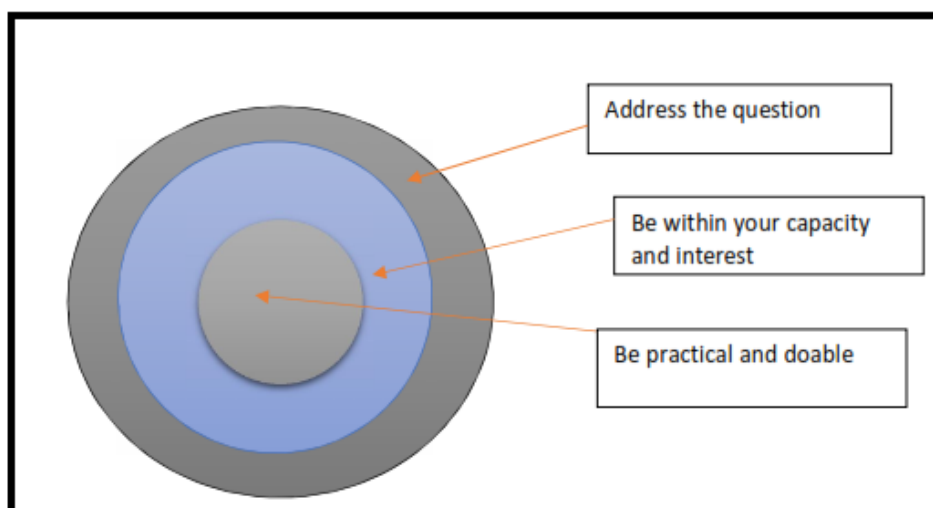 Address the question
Be within your capacity
and interest
Be practical and doable